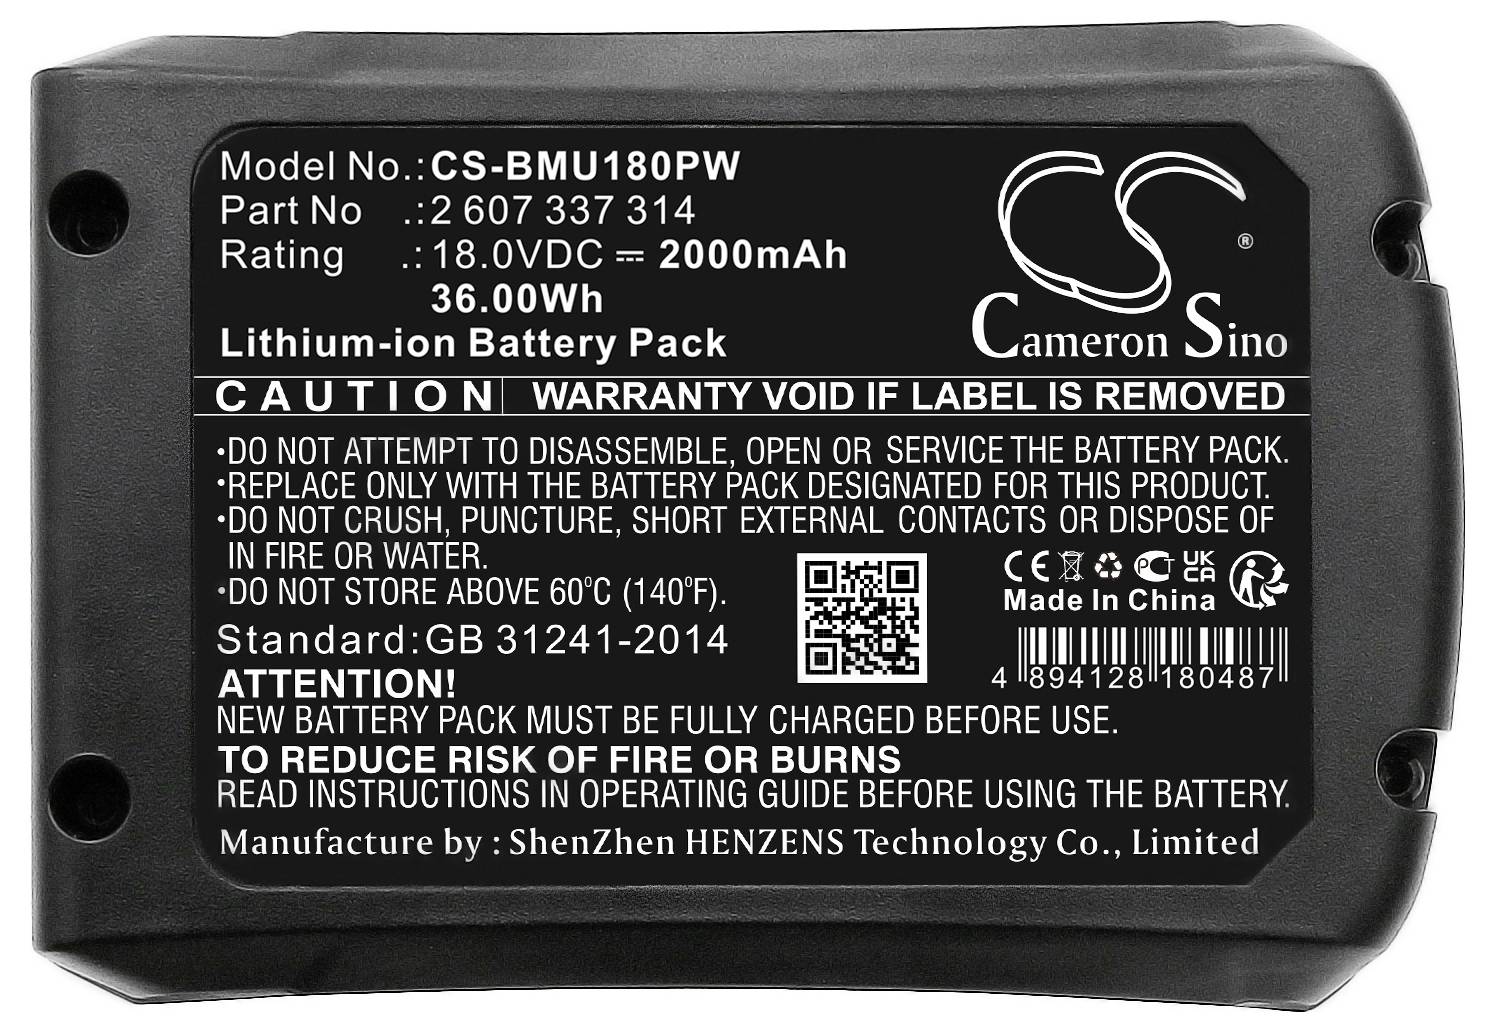 Model No.:CS-BMU180PW
Part No .:2 607 337 314
Rating .:18.0VDC ⎓ 2000mAh
36.00Wh
Lithium-ion Battery Pack
®
Cameron Sino
CAUTION WARRANTY VOID IF LABEL IS REMOVED
•DO NOT ATTEMPT TO DISASSEMBLE, OPEN OR SERVICE THE BATTERY PACK.
•REPLACE ONLY WITH THE BATTERY PACK DESIGNATED FOR THIS PRODUCT.
•DO NOT CRUSH, PUNCTURE, SHORT EXTERNAL CONTACTS OR DISPOSE OF
IN FIRE OR WATER.
•DO NOT STORE ABOVE 60°C (140°F).
CE PCT UK CA
Made In China
Standard:GB 31241-2014
4 894128 180487
ATTENTION!
NEW BATTERY PACK MUST BE FULLY CHARGED BEFORE USE.
TO REDUCE RISK OF FIRE OR BURNS
READ INSTRUCTIONS IN OPERATING GUIDE BEFORE USING THE BATTERY.
Manufacture by : ShenZhen HENZENS Technology Co., Limited